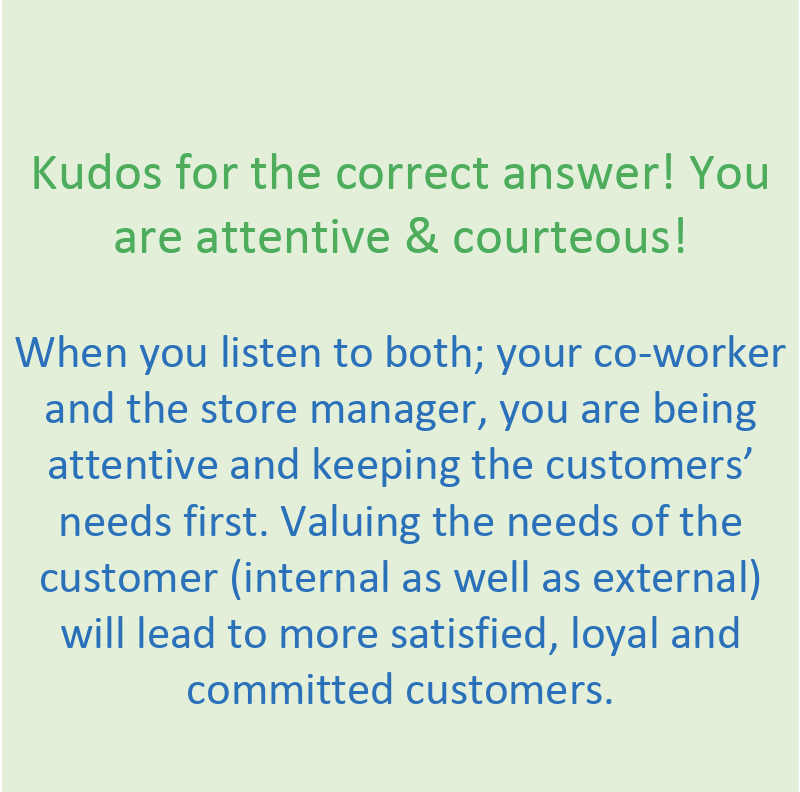 Kudos for the correct answer! You
are attentive & courteous!
When you listen to both; your co-worker
and the store manager, you are being
attentive and keeping the customers’
needs first. Valuing the needs of the
customer (internal as well as external)
will lead to more satisfied, loyal and
committed customers.